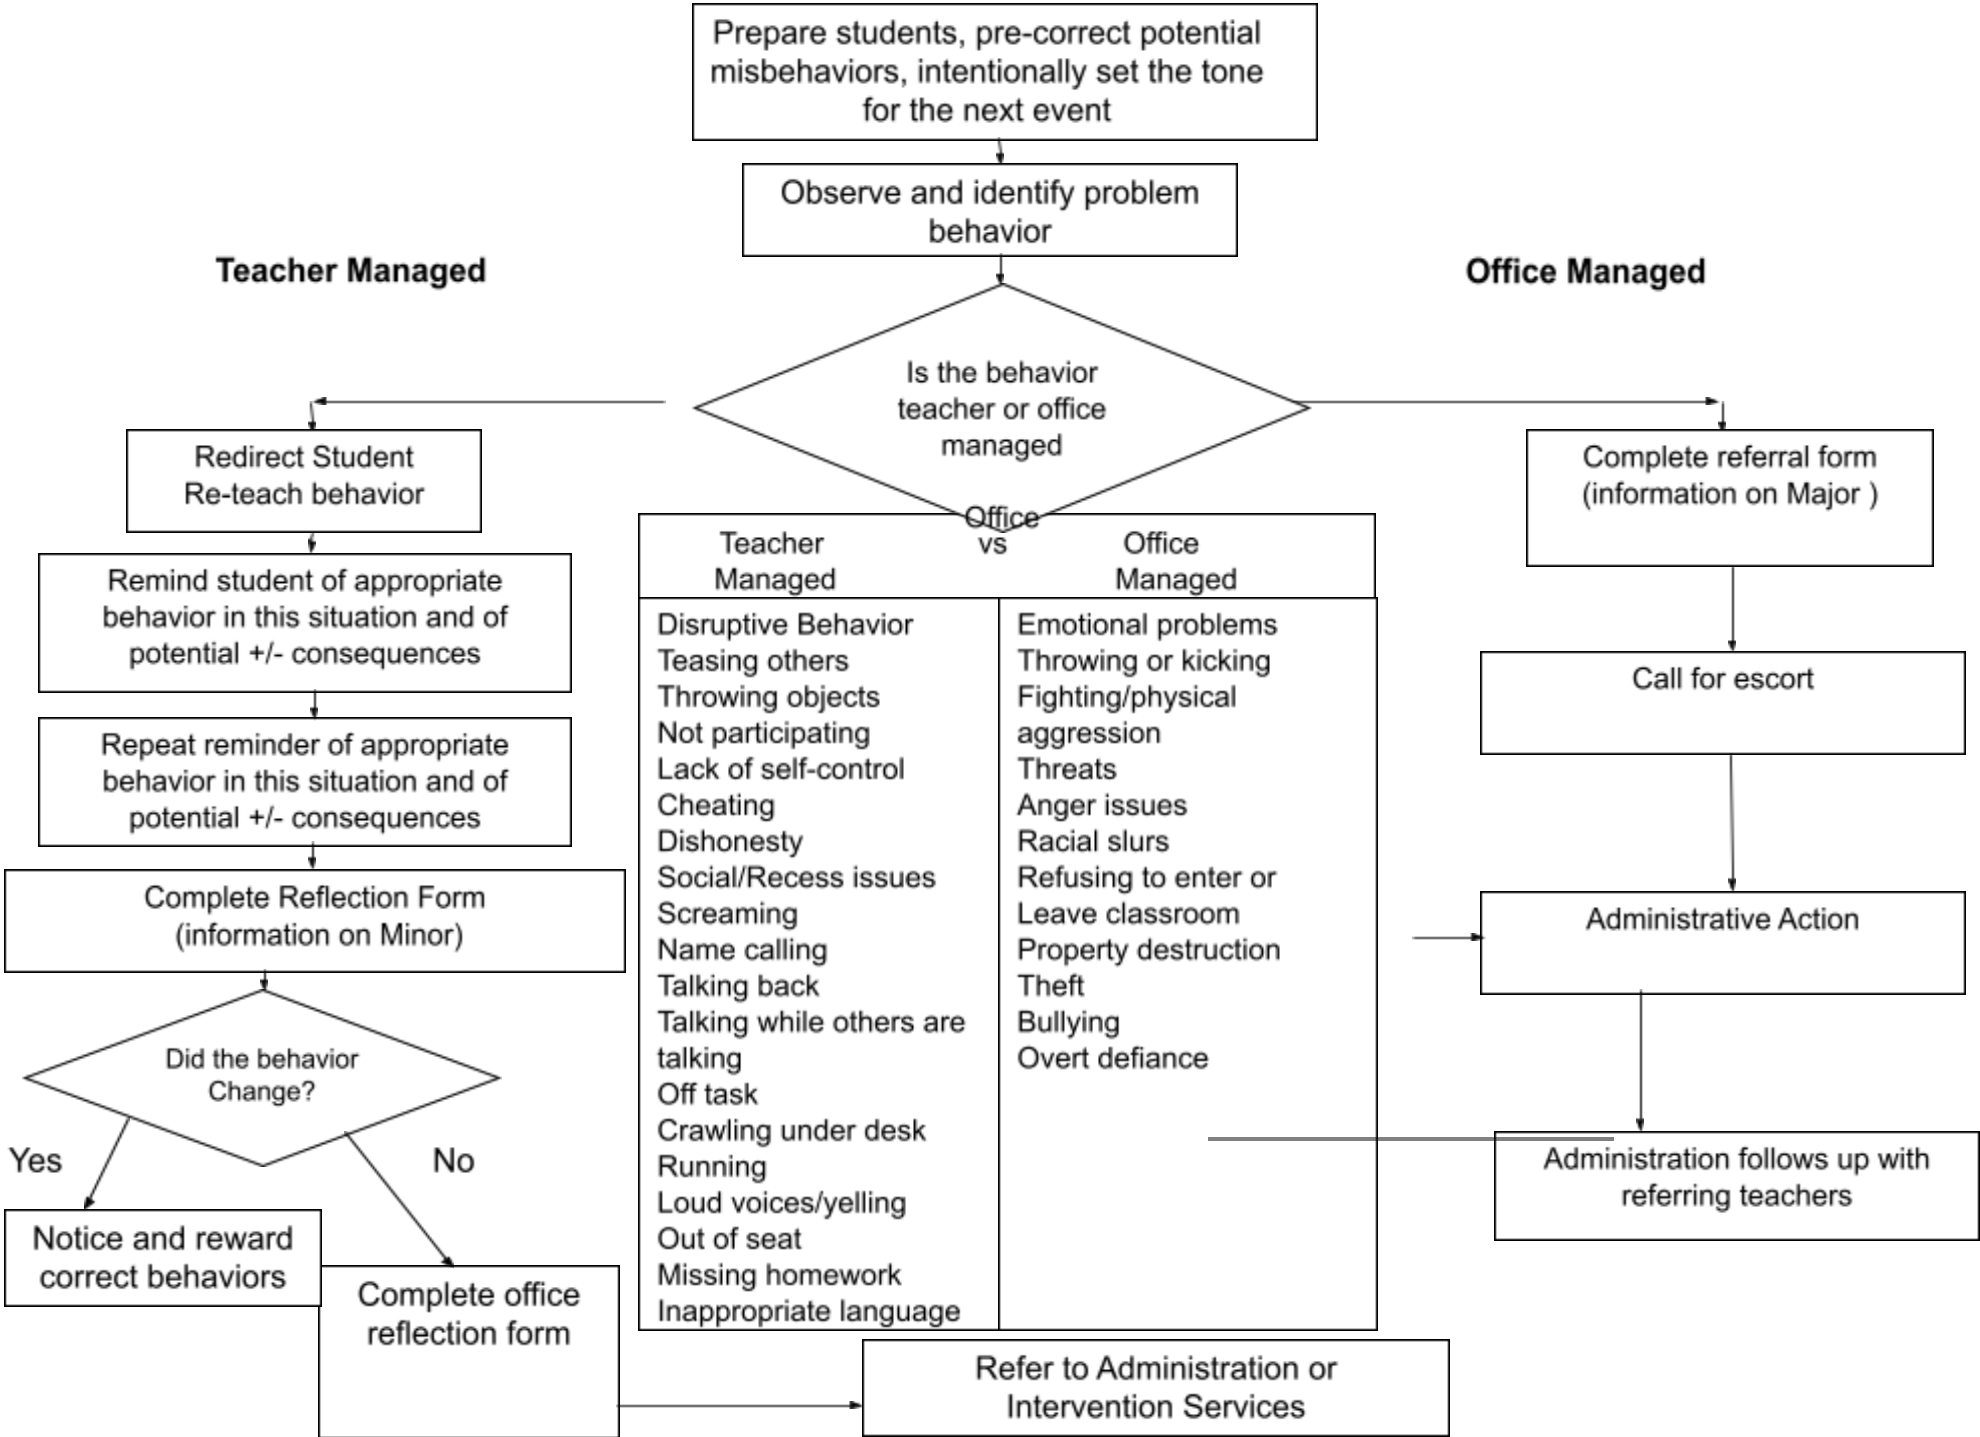 Prepare students, pre-correct potential
misbehaviors, intentionally set the tone
for the next event
Observe and identify problem
behavior
Teacher Managed
Office Managed
Is the behavior
teacher or office
managed
Redirect Student
Re-teach behavior
Remind student of appropriate
behavior in this situation and of
potential +/- consequences
Repeat reminder of appropriate
behavior in this situation and of
potential +/- consequences
Complete Reflection Form
(information on Minor)
Did the behavior
Change?
Yes
No
Notice and reward
correct behaviors
Complete office
reflection form
Office
Teacher vs Office
Managed Managed
Disruptive Behavior
Teasing others
Throwing objects
Not participating
Lack of self-control
Cheating
Dishonesty
Social/Recess issues
Screaming
Name calling
Talking back
Talking while others are
talking
Off task
Crawling under desk
Running
Loud voices/yelling
Out of seat
Missing homework
Inappropriate language
Emotional problems
Throwing or kicking
Fighting/physical
aggression
Threats
Anger issues
Racial slurs
Refusing to enter or
Leave classroom
Property destruction
Theft
Bullying
Overt defiance
Refer to Administration or
Intervention Services
Complete referral form
(information on Major )
Call for escort
Administrative Action
Administration follows up with
referring teachers